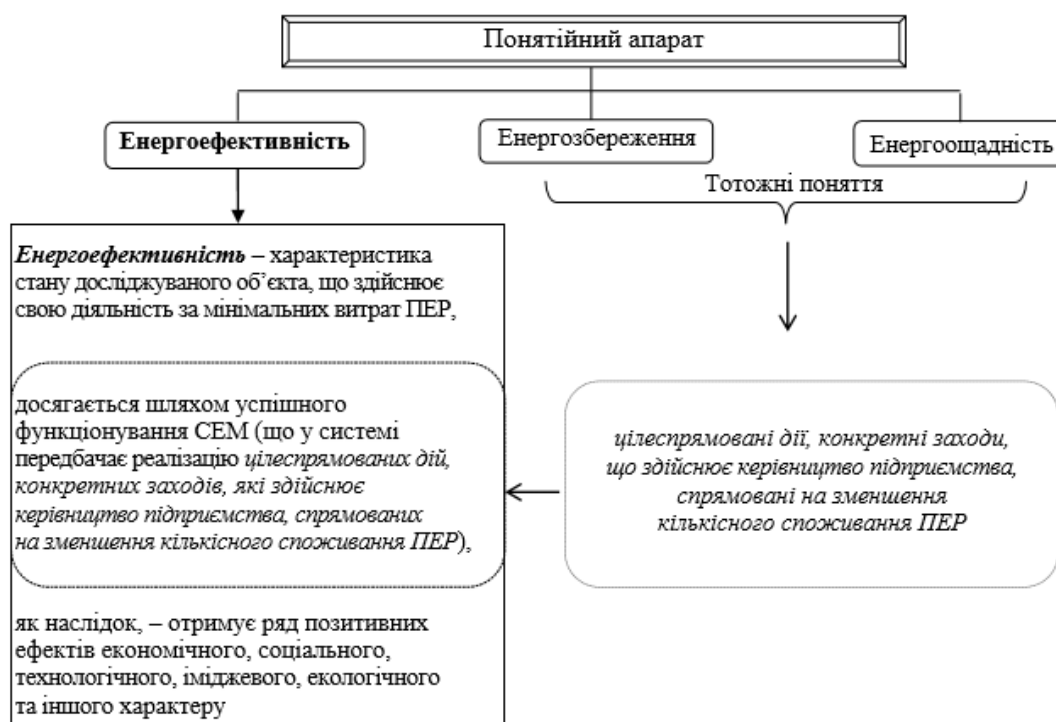 Понятійний апарат
Енергоефективність
Енергозбереження
Енергоощадність
Тотожні поняття
Енергоефективність – характеристика
стану досліджуваного об’єкта, що здійснює
свою діяльність за мінімальних витрат ПЕР,
досягається шляхом успішного
функціонування СЕМ (що у системі
передбачає реалізацію цілеспрямованих дій,
конкретних заходів, які здійснює
керівництво підприємства, спрямованих
на зменшення кількісного споживання ПЕР),
як наслідок, – отримує ряд позитивних
ефектів економічного, соціального,
технологічного, іміджевого, екологічного
та іншого характеру
цілеспрямовані дії, конкретні заходи,
що здійснює керівництво підприємства,
спрямовані на зменшення
кількісного споживання ПЕР